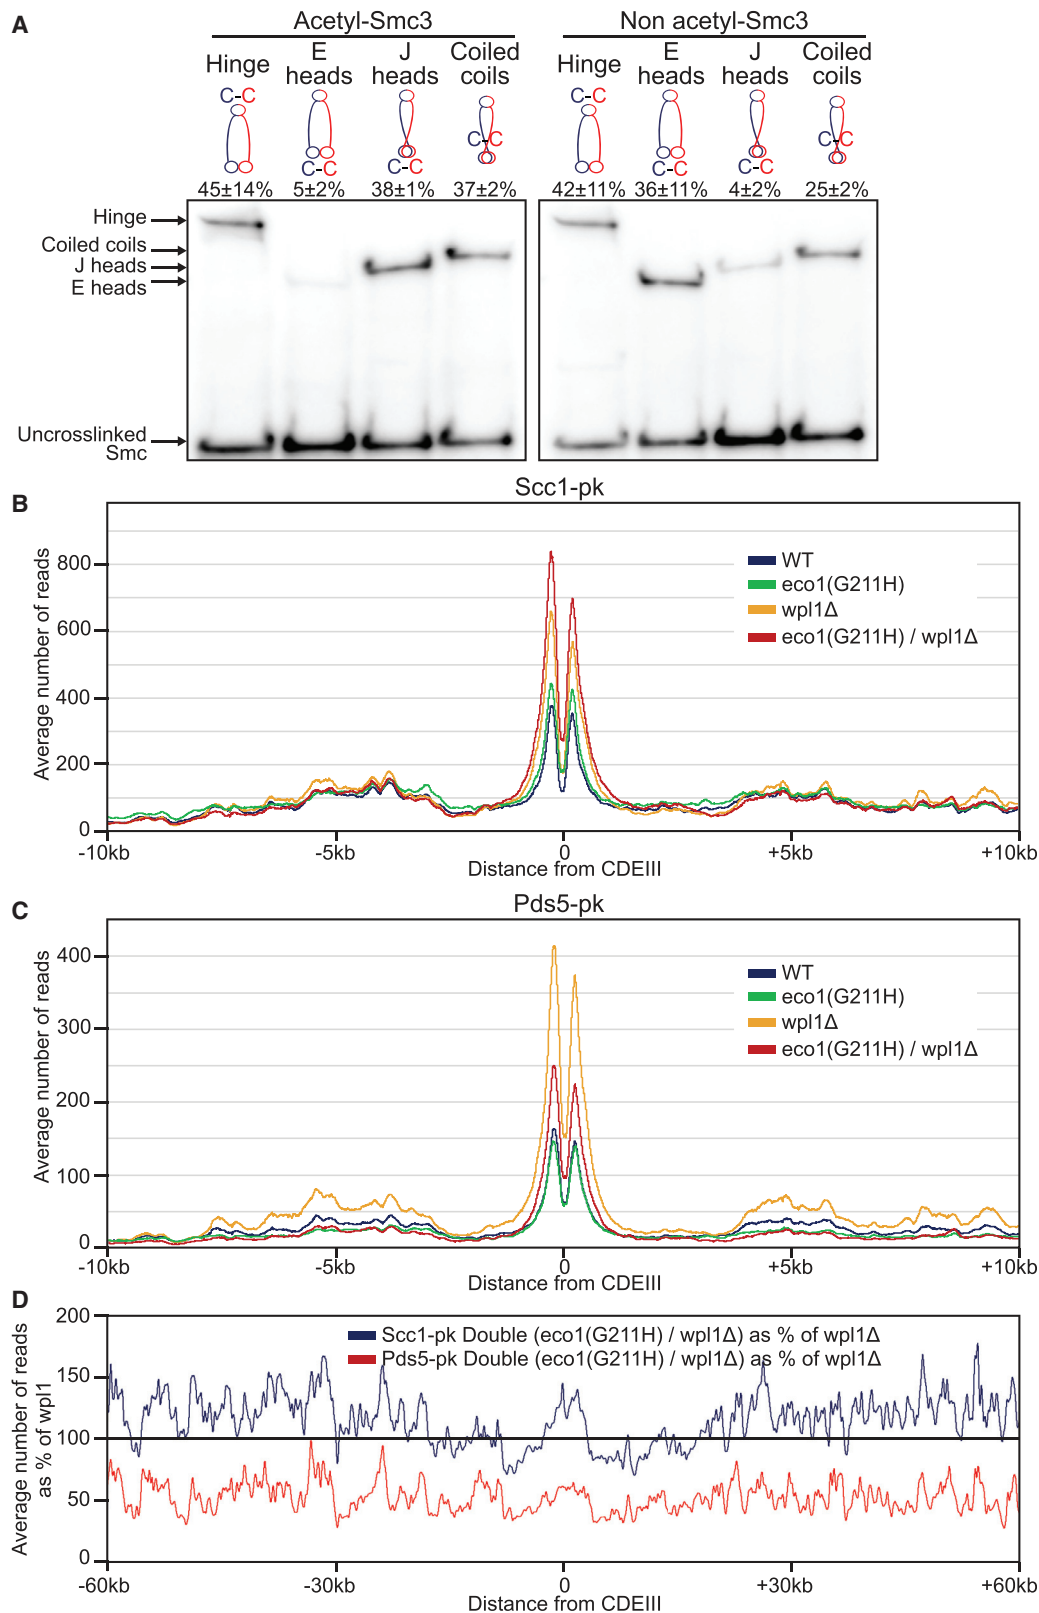 A
Acetyl-Smc3
Non acetyl-Smc3
Hinge
E heads
J heads
Coiled coils
Hinge
E heads
J heads
Coiled coils
C-C
C-C
C-C
C-C
C-C
C-C
C-C
C-C
45±14%
5±2%
38±1%
37±2%
42±11%
36±11%
4±2%
25±2%
Hinge
Coiled coils
J heads
E heads
Uncrosslinked
Smc
B
Scc1-pk
Average number of reads
800
600
400
200
0
WT
eco1(G211H)
wpl1Δ
eco1(G211H) / wpl1Δ
-10kb
-5kb
0
+5kb
+10kb
Distance from CDEIII
C
Pds5-pk
Average number of reads
400
300
200
100
0
WT
eco1(G211H)
wpl1Δ
eco1(G211H) / wpl1Δ
-10kb
-5kb
0
+5kb
+10kb
Distance from CDEIII
D
Average number of reads
as % of wpl1
200
150
100
50
0
Scc1-pk Double (eco1(G211H) / wpl1Δ) as % of wpl1Δ
Pds5-pk Double (eco1(G211H) / wpl1Δ) as % of wpl1Δ
-60kb
-30kb
0
+30kb
+60kb
Distance from CDEIII